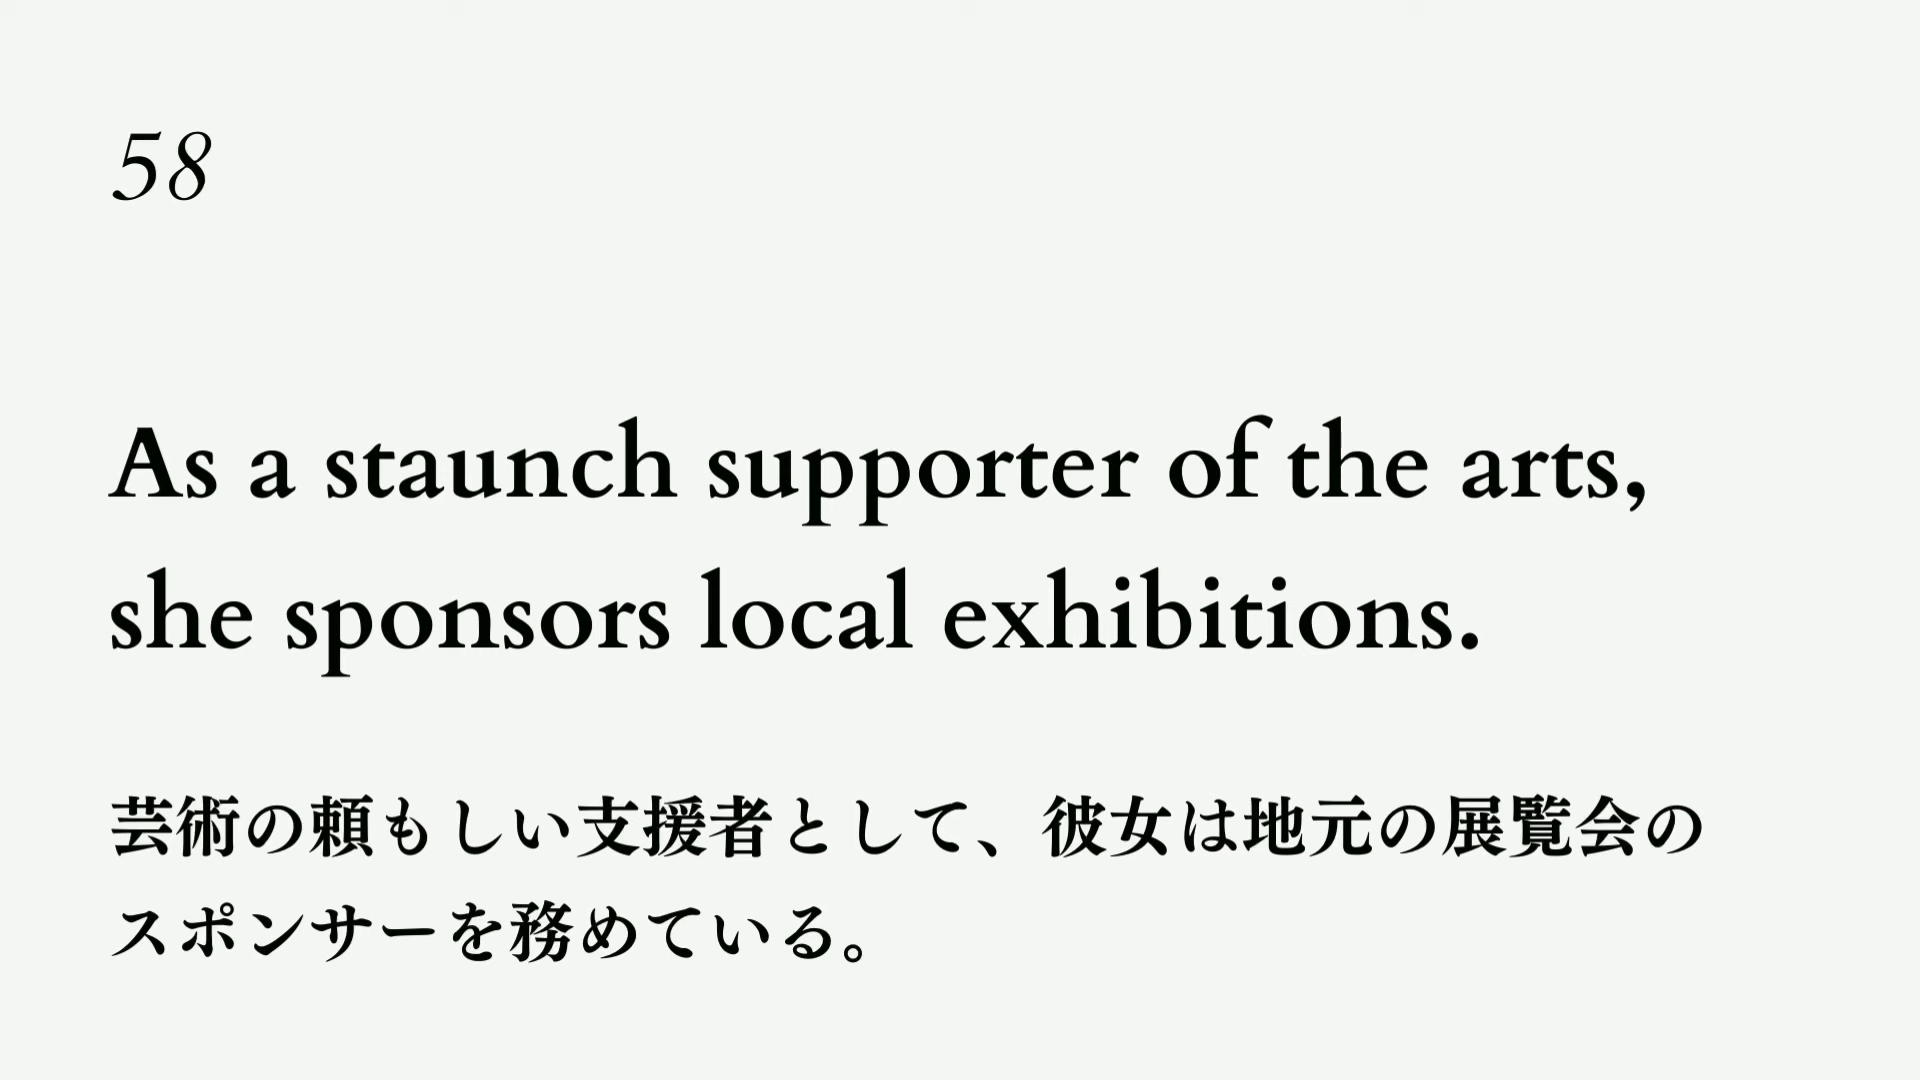 58
As a staunch supporter of the arts,
she sponsors local exhibitions.
芸術の頼もしい支援者として、彼女は地元の展覧会の
スポンサーを務めている。